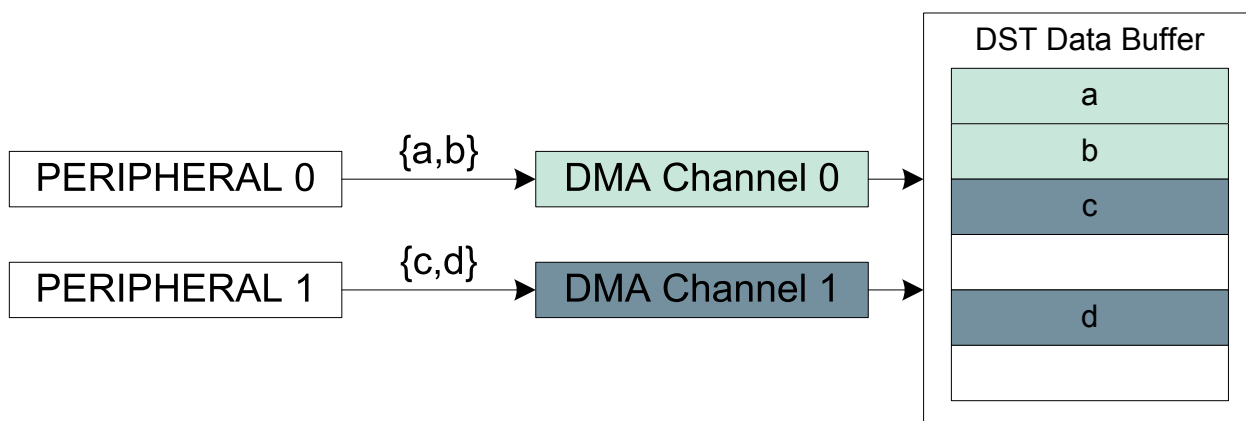 DST Data Buffer
a
{a,b}
b
PERIPHERAL 0
DMA Channel 0
c
{c,d}
PERIPHERAL 1
DMA Channel 1
d